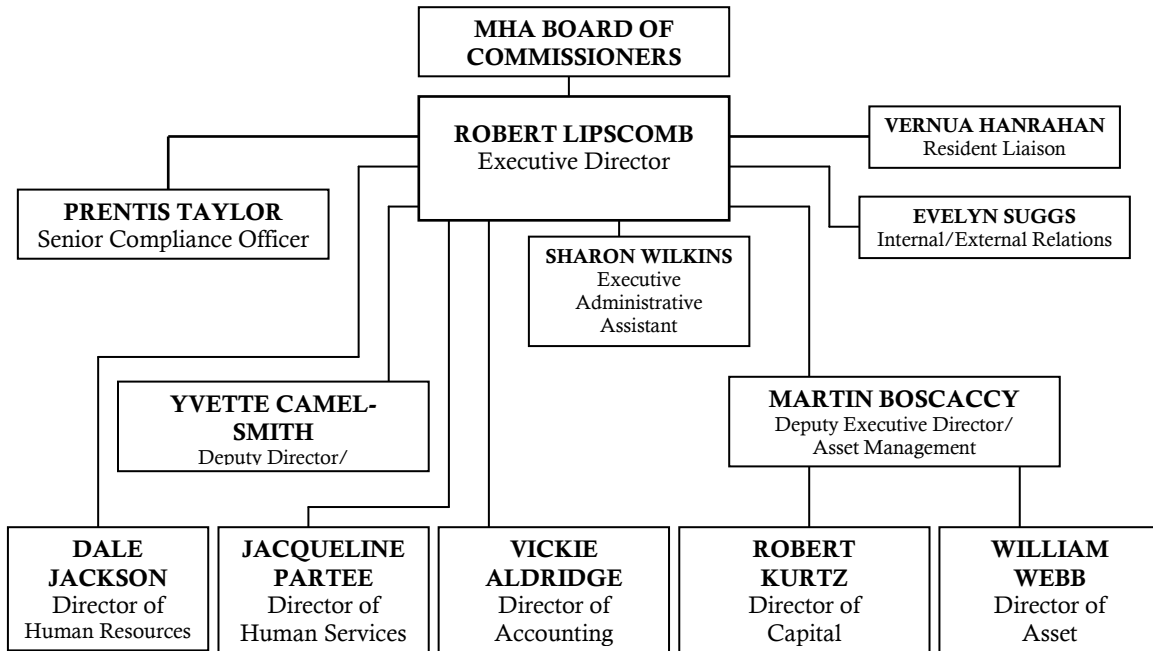 MHA BOARD OF
COMMISSIONERS
ROBERT LIPSCOMB
Executive Director
VERNUA HANRAHAN
Resident Liaison
PRENTIS TAYLOR
Senior Compliance Officer
EVELYN SUGGS
Internal/External Relations
SHARON WILKINS
Executive
Administrative
Assistant
YVETTE CAMEL-
SMITH
Deputy Director/
MARTIN BOSCACCY
Deputy Executive Director/
Asset Management
DALE
JACKSON
Director of
Human Resources
JACQUELINE
PARTEE
Director of
Human Services
VICKIE
ALDRIDGE
Director of
Accounting
ROBERT
KURTZ
Director of
Capital
WILLIAM
WEBB
Director of
Asset